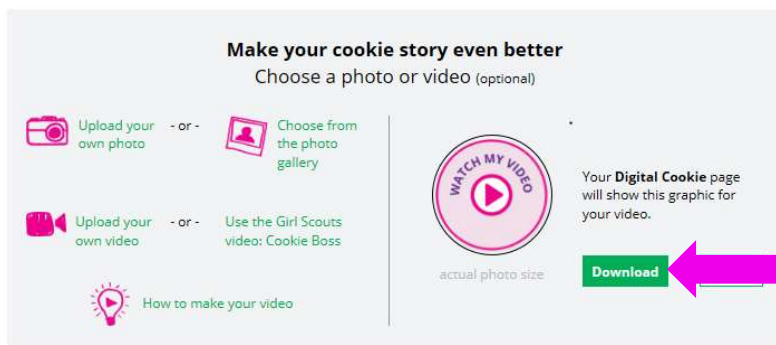 Make your cookie story even better
Choose a photo or video (optional)
Upload your own photo
- or -
Choose from the photo gallery
Upload your own video
- or -
Use the Girl Scouts video: Cookie Boss
How to make your video
WATCH MY VIDEO
actual photo size
Your Digital Cookie page
will show this graphic for
your video.
Download